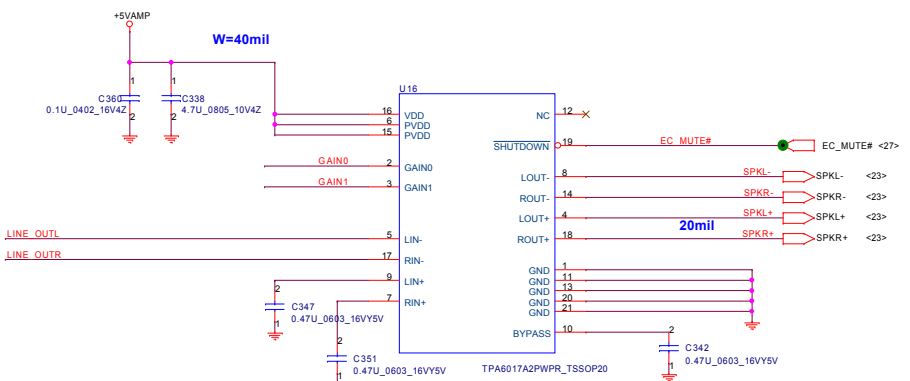 +5VAMP
W=40mil
U16
1
1
C360
C338
0.1U_0402_16V4Z
4.7U_0805_10V4Z
2
2
16 VDD
6 PVDD
15 PVDD
NC 12
SHUTDOWN 19 EC_MUTE# EC_MUTE# <27>
GAIN0 2 GAIN0
GAIN1 3 GAIN1
LOUT- 8 SPKL- SPKL- <23>
ROUT- 14 SPKR- SPKR- <23>
LOUT+ 4 SPKL+ SPKL+ <23>
20mil
ROUT+ 18 SPKR+ SPKR+ <23>
LINE_OUTL 5 LIN-
LINE_OUTR 17 RIN-
9 LIN+
7 RIN+
GND 1
GND 11
GND 13
GND 20
GND 21
BYPASS 10
2
C347
0.47U_0603_16VY5V
1
2
C351
0.47U_0603_16VY5V
1
2
C342
0.47U_0603_16VY5V
1
TPA6017A2PWPR_TSSOP20